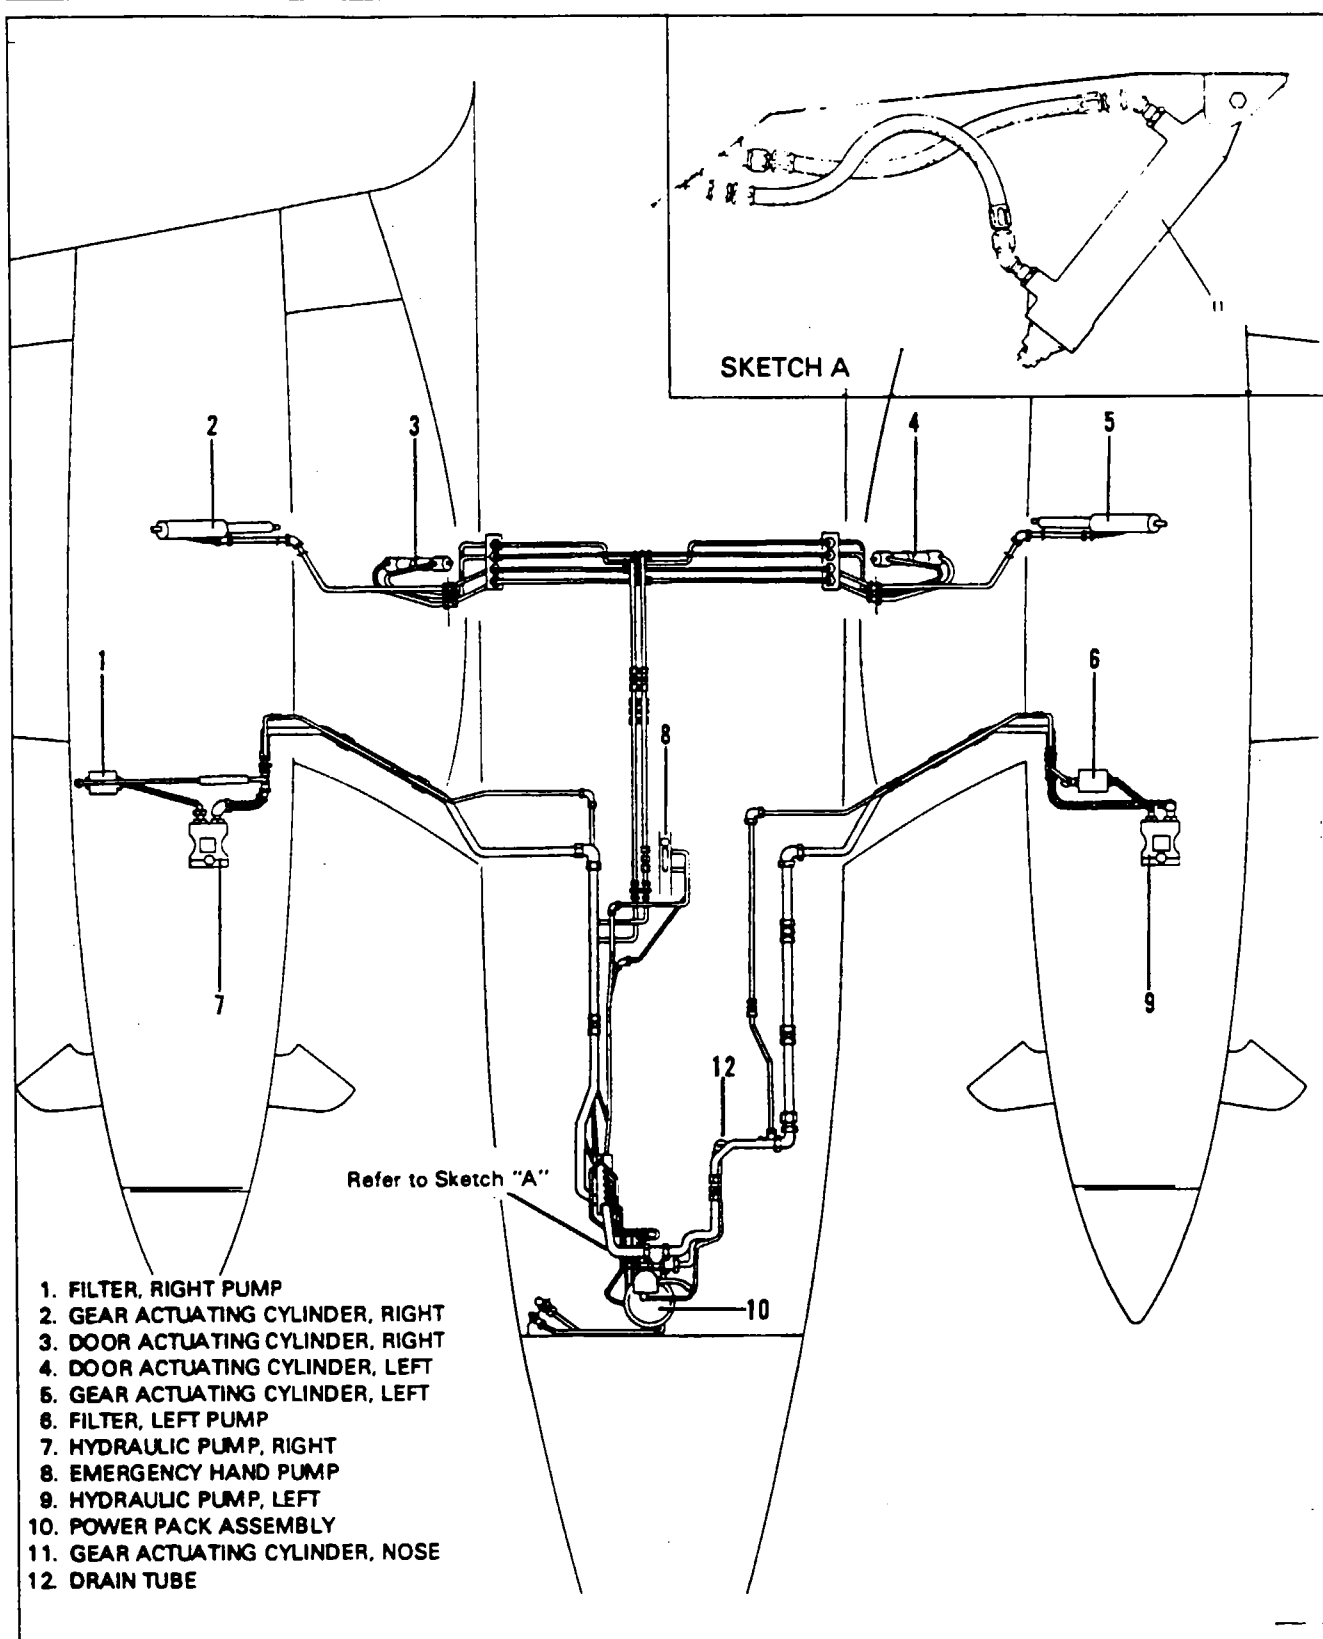 11
SKETCH A
2
3
4
5
1
6
8
7
9
12
Refer to Sketch "A"
10
1. FILTER, RIGHT PUMP
2. GEAR ACTUATING CYLINDER, RIGHT
3. DOOR ACTUATING CYLINDER, RIGHT
4. DOOR ACTUATING CYLINDER, LEFT
5. GEAR ACTUATING CYLINDER, LEFT
6. FILTER, LEFT PUMP
7. HYDRAULIC PUMP, RIGHT
8. EMERGENCY HAND PUMP
9. HYDRAULIC PUMP, LEFT
10. POWER PACK ASSEMBLY
11. GEAR ACTUATING CYLINDER, NOSE
12. DRAIN TUBE